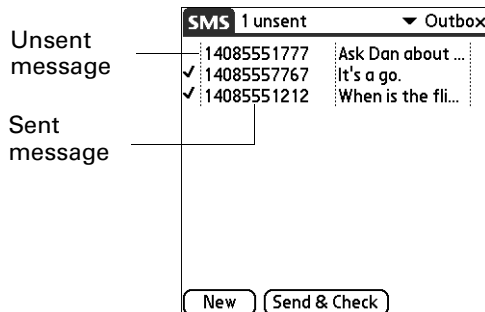 SMS 1 unsent Outbox
Unsent
message
14085551777 Ask Dan about ...
14085557767 It's a go.
14085551212 When is the fli...
Sent
message
New Send & Check